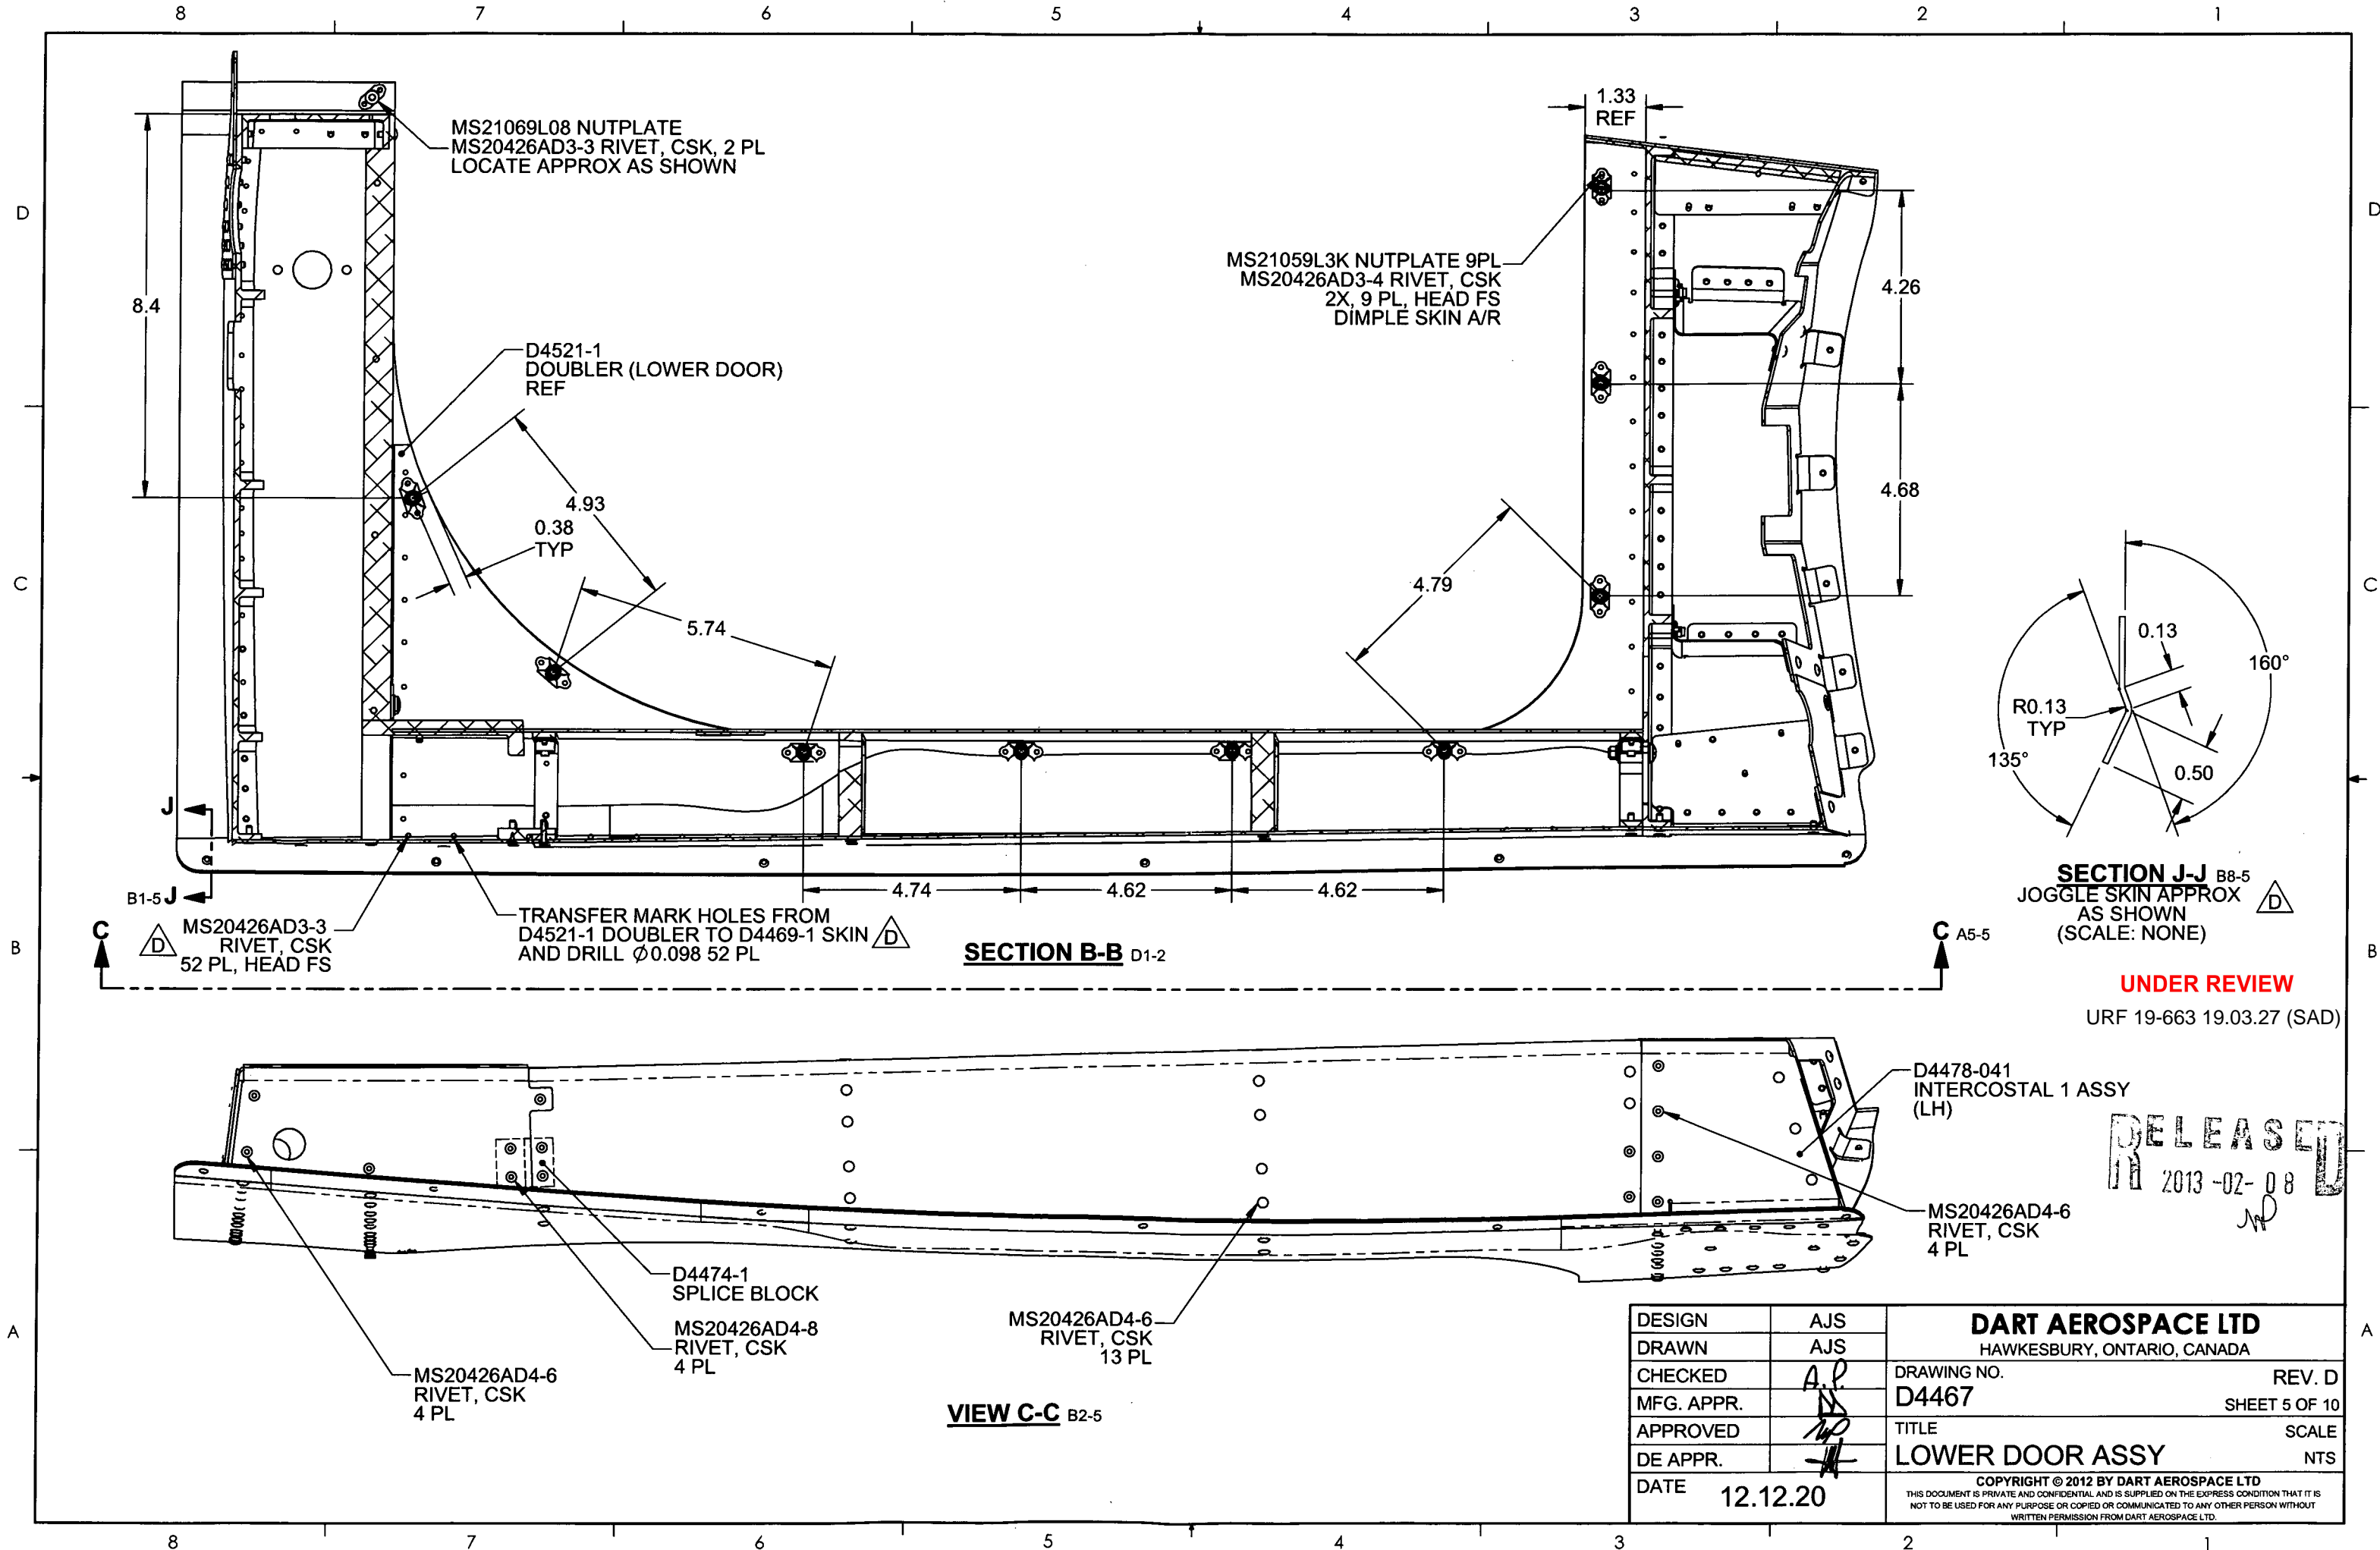 8 7 6 5 4 3 2 1
D
D
C
C
B
B
A
A
MS21069L08 NUTPLATE
MS20426AD3-3 RIVET, CSK, 2 PL
LOCATE APPROX AS SHOWN
8.4
D4521-1
DOUBLER (LOWER DOOR)
REF
4.93
0.38
TYP
5.74
1.33
REF
MS21059L3K NUTPLATE 9PL
MS20426AD3-4 RIVET, CSK
2X, 9 PL, HEAD FS
DIMPLE SKIN A/R
4.26
4.68
4.79
0.13
160°
R0.13
TYP
135°
0.50
SECTION J-J B8-5
JOGGLE SKIN APPROX
AS SHOWN
(SCALE: NONE)
D
J
B1-5 J
4.74
4.62
4.62
MS20426AD3-3
RIVET, CSK
52 PL, HEAD FS
D
TRANSFER MARK HOLES FROM
D4521-1 DOUBLER TO D4469-1 SKIN
AND DRILL Ø0.098 52 PL
D
SECTION B-B D1-2
C
C A5-5
UNDER REVIEW
URF 19-663 19.03.27 (SAD)
D4478-041
INTERCOSTAL 1 ASSY
(LH)
RELEASED
2013-02-08
MS20426AD4-6
RIVET, CSK
4 PL
D4474-1
SPLICE BLOCK
MS20426AD4-8
RIVET, CSK
4 PL
MS20426AD4-6
RIVET, CSK
13 PL
MS20426AD4-6
RIVET, CSK
4 PL
VIEW C-C B2-5
DESIGN AJS
DRAWN AJS
CHECKED A.P.
MFG. APPR.
APPROVED
DE APPR.
DATE 12.12.20
DART AEROSPACE LTD
HAWKESBURY, ONTARIO, CANADA
DRAWING NO. REV. D
D4467 SHEET 5 OF 10
TITLE SCALE
LOWER DOOR ASSY NTS
COPYRIGHT © 2012 BY DART AEROSPACE LTD
THIS DOCUMENT IS PRIVATE AND CONFIDENTIAL AND IS SUPPLIED ON THE EXPRESS CONDITION THAT IT IS
NOT TO BE USED FOR ANY PURPOSE OR COPIED OR COMMUNICATED TO ANY OTHER PERSON WITHOUT
WRITTEN PERMISSION FROM DART AEROSPACE LTD.
8 7 6 5 4 3 2 1